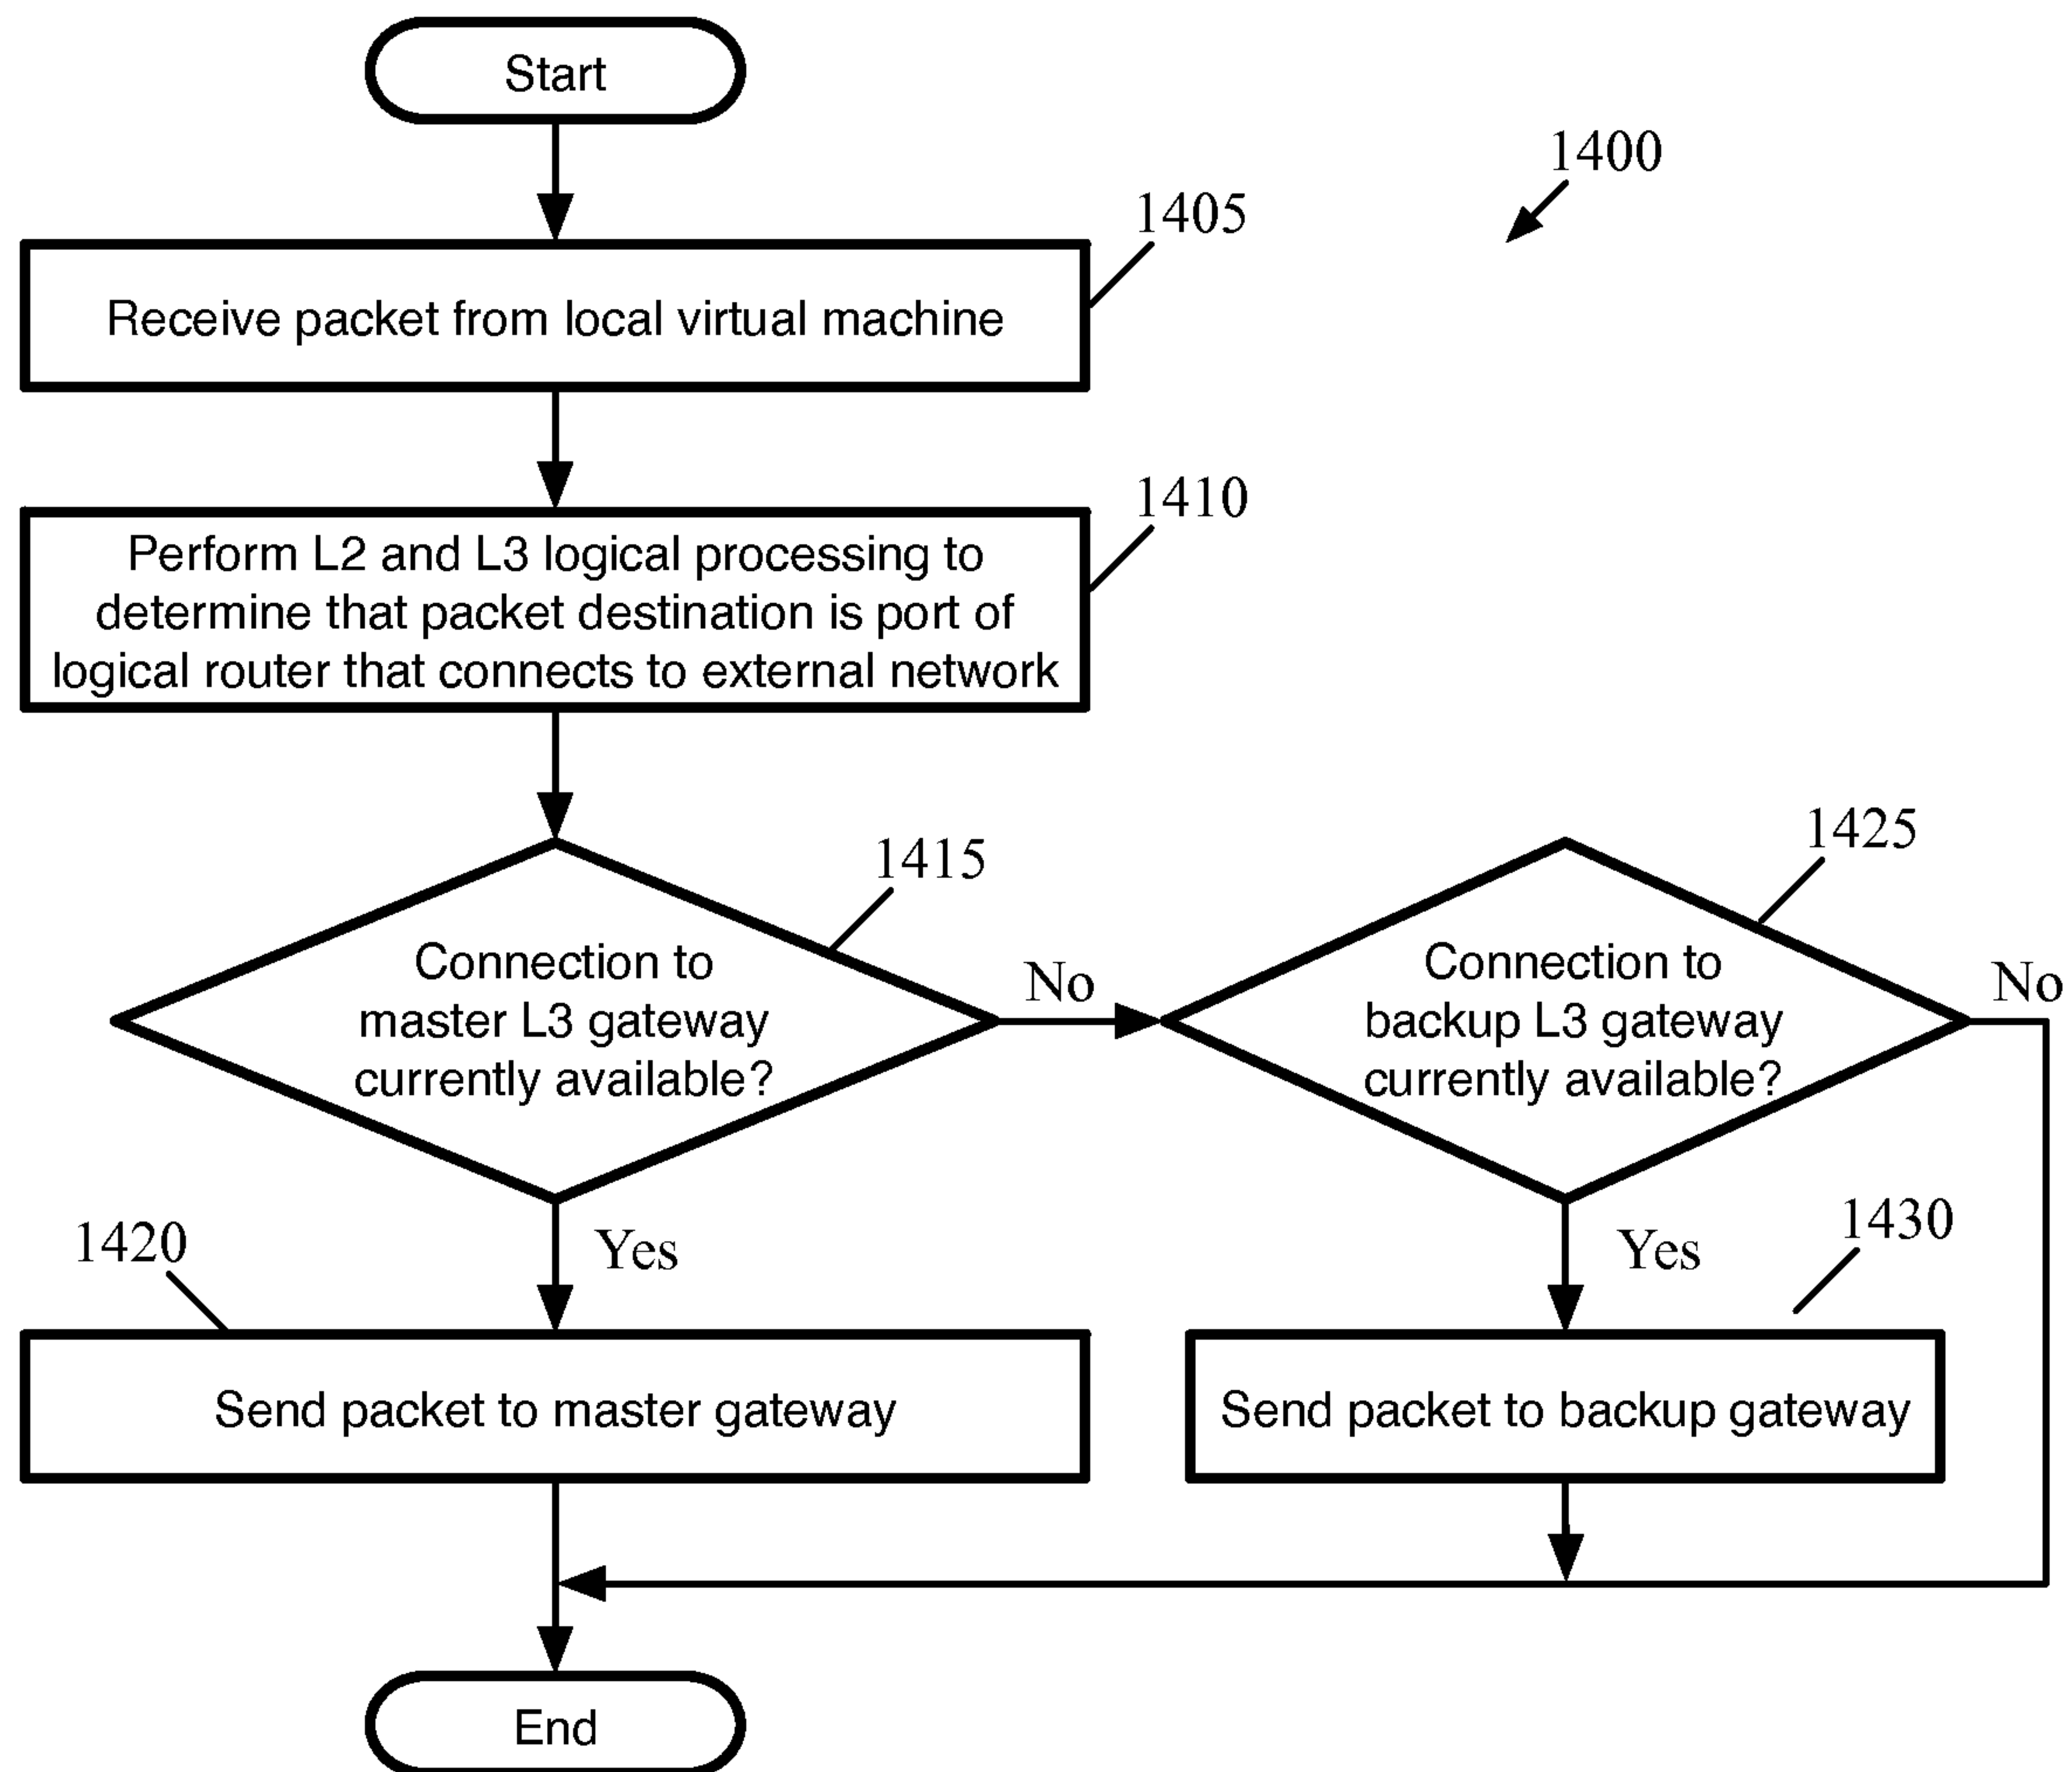 Start
1400
1405
Receive packet from local virtual machine
1410
Perform L2 and L3 logical processing to
determine that packet destination is port of
logical router that connects to external network
1415
Connection to
master L3 gateway
currently available?
No
1425
Connection to
backup L3 gateway
currently available?
No
1420
Yes
Send packet to master gateway
Yes
1430
Send packet to backup gateway
End